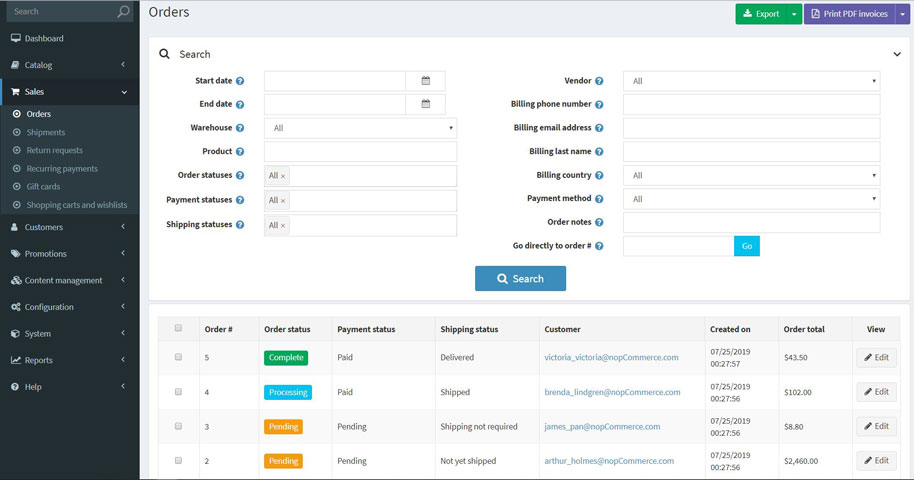 Search
Dashboard
Catalog
Sales
Orders
Shipments
Return requests
Recurring payments
Gift cards
Shopping carts and wishlists
Customers
Promotions
Content management
Configuration
System
Reports
Help
Orders
Export
Print PDF invoices
Search
Start date
End date
Warehouse All
Product
Order statuses All ×
Payment statuses All ×
Shipping statuses All ×
Vendor All
Billing phone number
Billing email address
Billing last name
Billing country All
Payment method All
Order notes
Go directly to order # Go
Search
Order # Order status Payment status Shipping status Customer Created on Order total View
5 Complete Paid Delivered victoria_victoria@nopCommerce.com 07/25/2019 00:27:57 $43.50 Edit
4 Processing Paid Shipped brenda_lindgren@nopCommerce.com 07/25/2019 00:27:56 $102.00 Edit
3 Pending Pending Shipping not required james_pan@nopCommerce.com 07/25/2019 00:27:56 $8.80 Edit
2 Pending Pending Not yet shipped arthur_holmes@nopCommerce.com 07/25/2019 00:27:56 $2,460.00 Edit